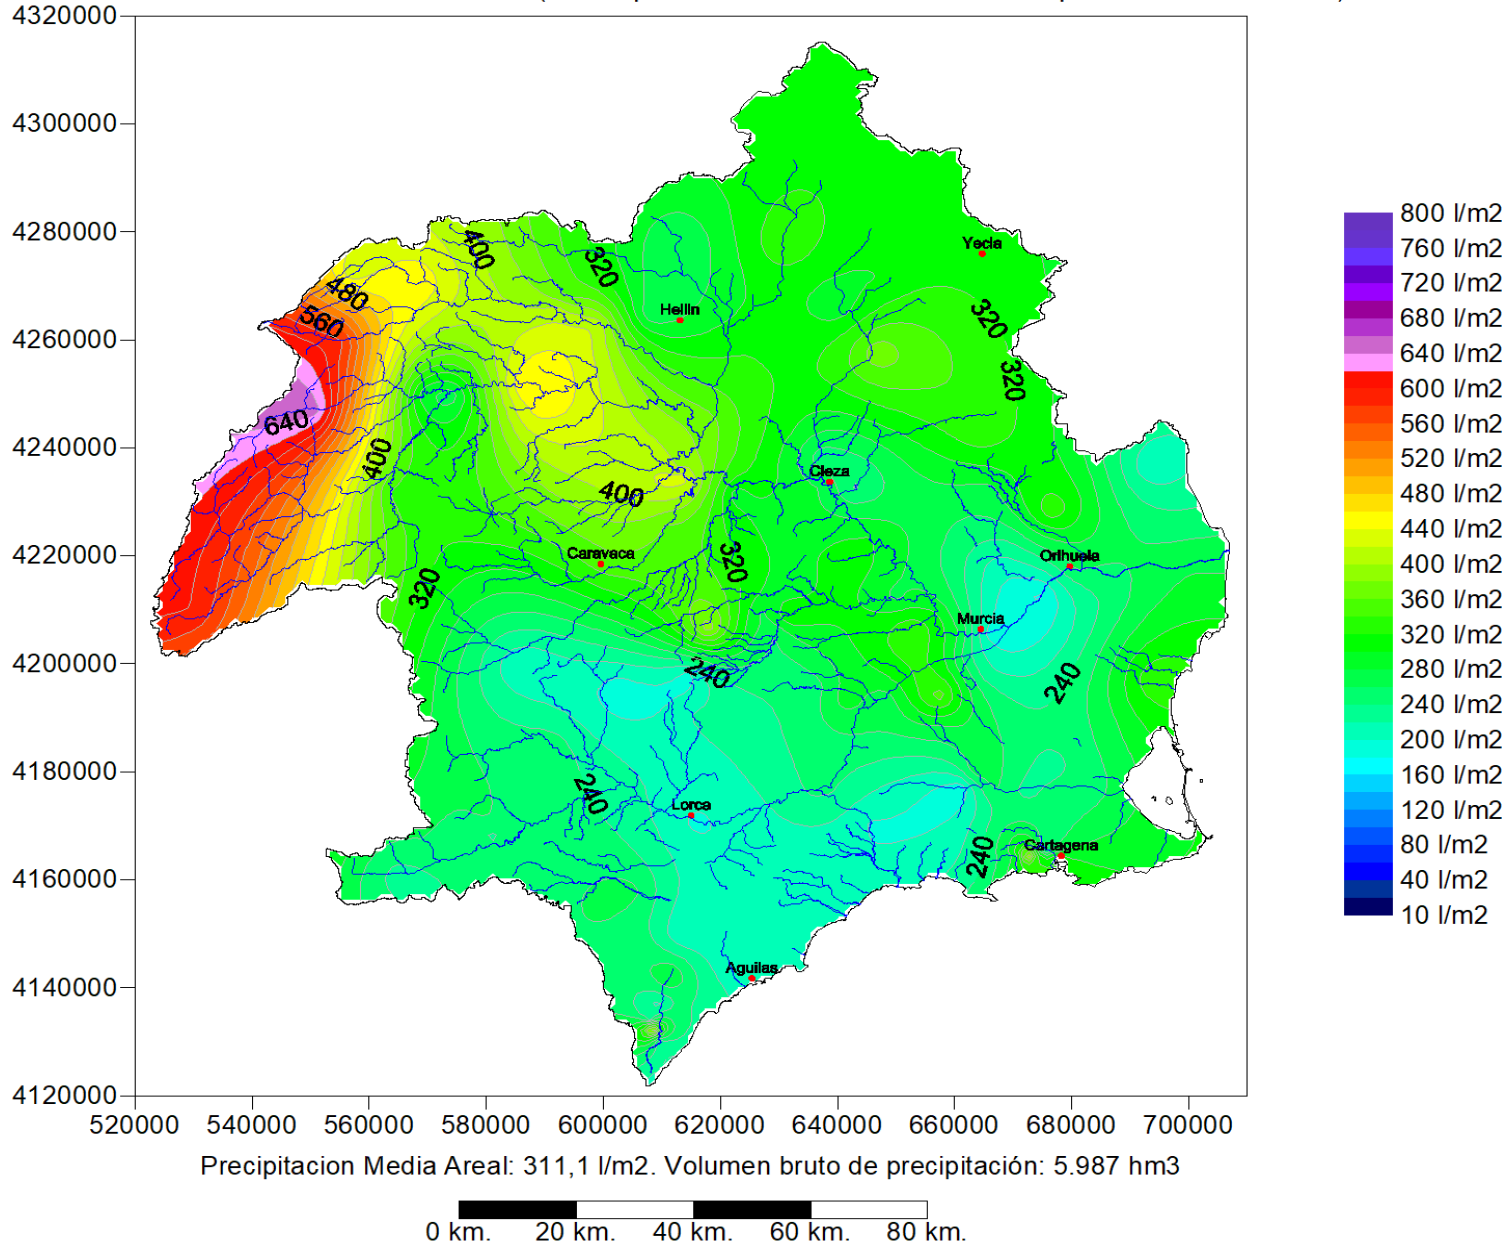 4320000
4300000
4280000
4260000
4240000
4220000
4200000
4180000
4160000
4140000
4120000
520000 540000 560000 580000 600000 620000 640000 660000 680000 700000
400
320
480
560
Yecla
Hellin
320
320
640
400
400
Cieza
Caravaca
320
320
Orihuela
Murcia
240
240
240
Lorca
240
Cartagena
Aguilas
800 l/m2
760 l/m2
720 l/m2
680 l/m2
640 l/m2
600 l/m2
560 l/m2
520 l/m2
480 l/m2
440 l/m2
400 l/m2
360 l/m2
320 l/m2
280 l/m2
240 l/m2
200 l/m2
160 l/m2
120 l/m2
80 l/m2
40 l/m2
10 l/m2
Precipitacion Media Areal: 311,1 l/m2. Volumen bruto de precipitación: 5.987 hm3
0 km. 20 km. 40 km. 60 km. 80 km.